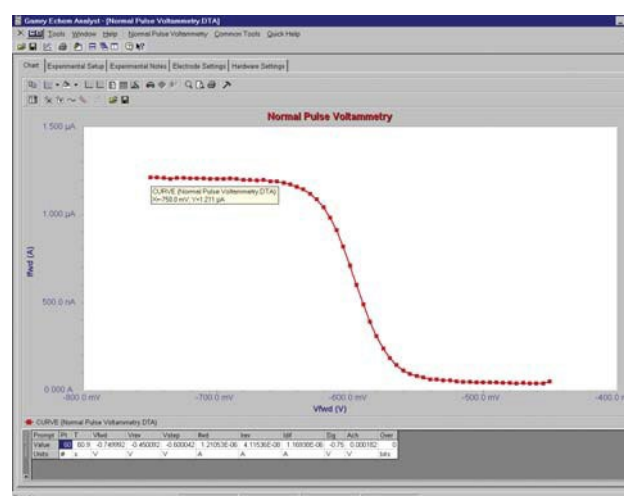 Gamry Echem Analyst - [Normal Pulse Voltammetry.DTA]
Tools Window Help Normal Pulse Voltammetry Common Tools Quick Help
Chart Experimental Setup Experimental Notes Electrode Settings Hardware Settings
Normal Pulse Voltammetry
1.500 µA
CURVE (Normal Pulse Voltammetry.DTA)
X=-750.0 mV, Y=1.211 µA
1.000 µA
Ifwd (A)
500.0 nA
0.000 A
-800.0 mV -700.0 mV -600.0 mV -500.0 mV -400.0 m
Vfwd (V)
CURVE (Normal Pulse Voltammetry.DTA)
Prompt Pt T Vfwd Vrev Vstep Ifwd Irev Idif Sig Ach Over
Value 60 60.9 -0.749992 -0.450082 -0.600042 1.21053E-06 4.11536E-08 1.16938E-06 -0.75 0.000182 0
Units # s V V V A A A V V bits